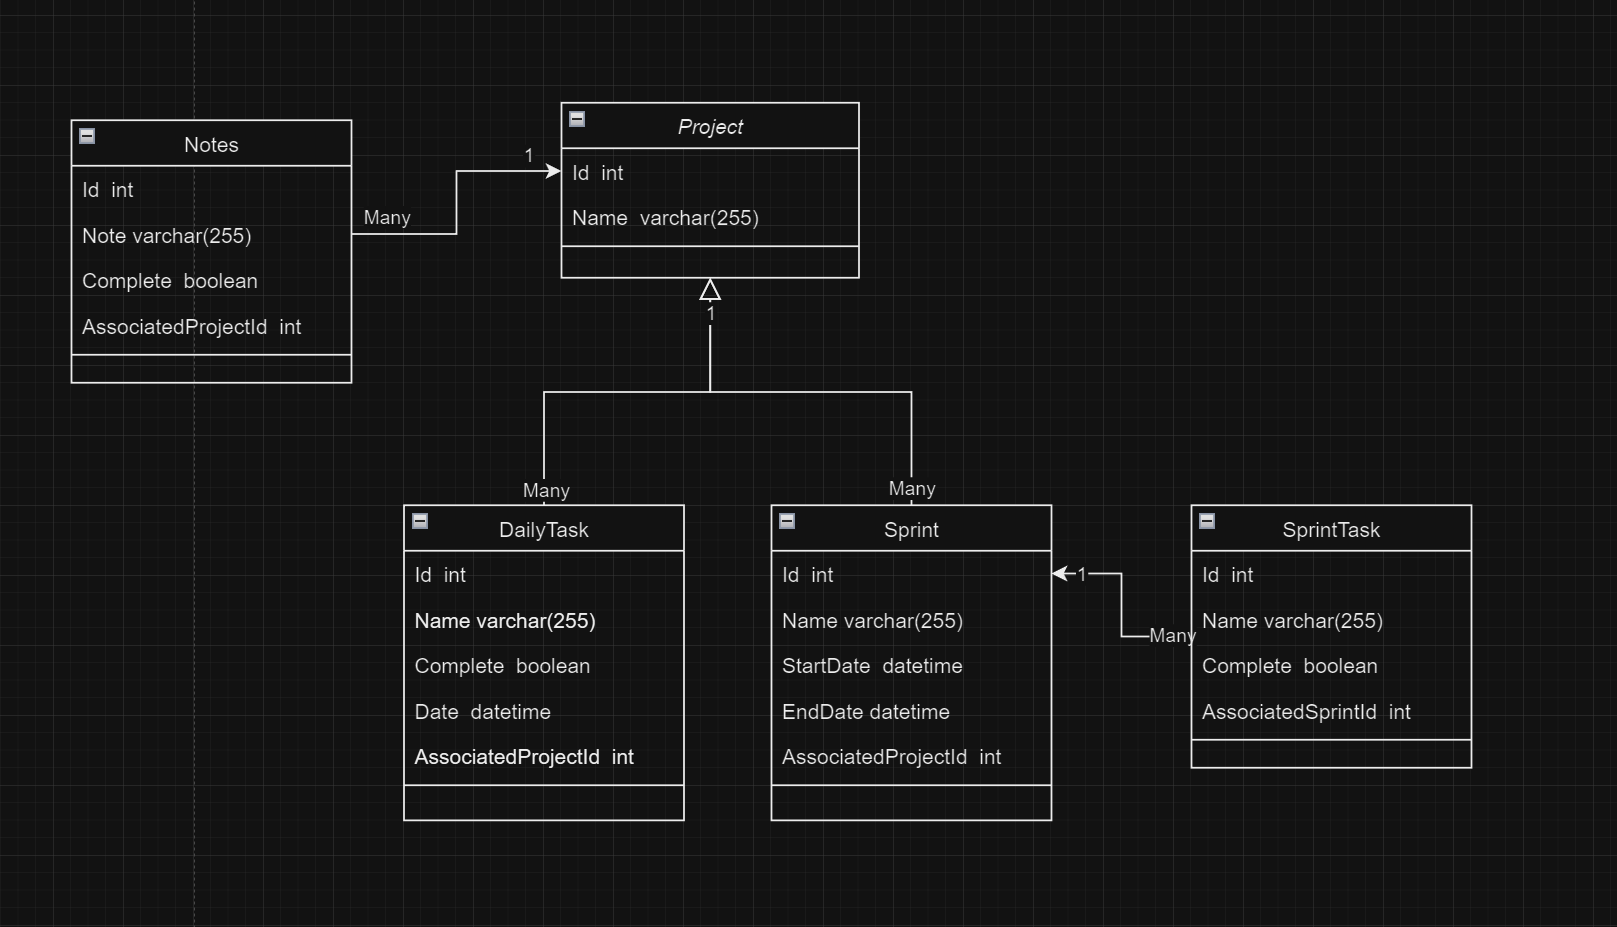 Notes
Id  int
Note varchar(255)
Complete  boolean
AssociatedProjectId  int
Many
1
Project
Id  int
Name  varchar(255)
1
Many
Many
DailyTask
Id  int
Name varchar(255)
Complete  boolean
Date  datetime
AssociatedProjectId  int
Sprint
Id  int
Name varchar(255)
StartDate  datetime
EndDate datetime
AssociatedProjectId  int
1
Many
SprintTask
Id  int
Name varchar(255)
Complete  boolean
AssociatedSprintId  int